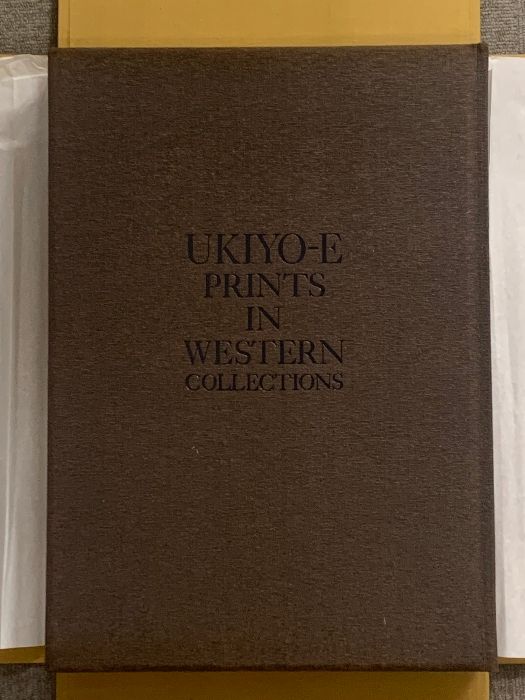 UKIYO-E
PRINTS
IN
WESTERN
COLLECTIONS